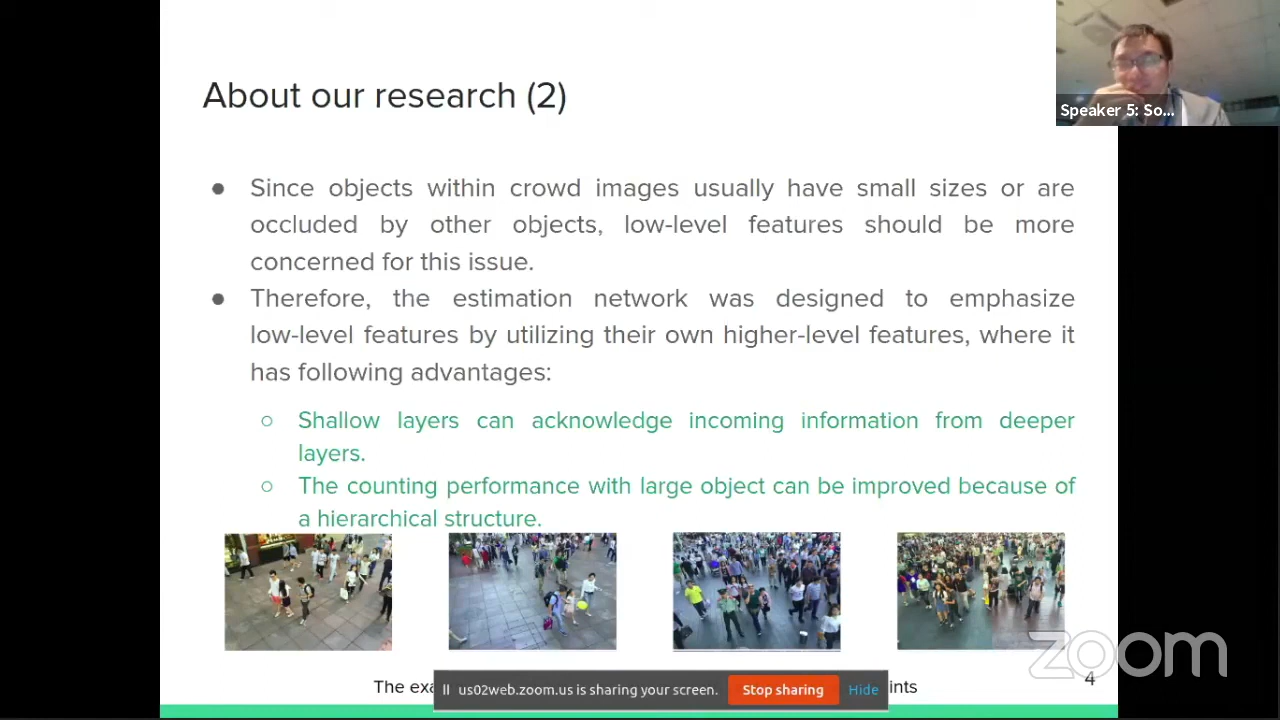 About our research (2)
Speaker 5: So...
● Since objects within crowd images usually have small sizes or are
occluded by other objects, low-level features should be more
concerned for this issue.
● Therefore, the estimation network was designed to emphasize
low-level features by utilizing their own higher-level features, where it
has following advantages:
○ Shallow layers can acknowledge incoming information from deeper
layers.
○ The counting performance with large object can be improved because of
a hierarchical structure.
zoom
The
us02web.zoom.us is sharing your screen.
Stop sharing
Hide
4